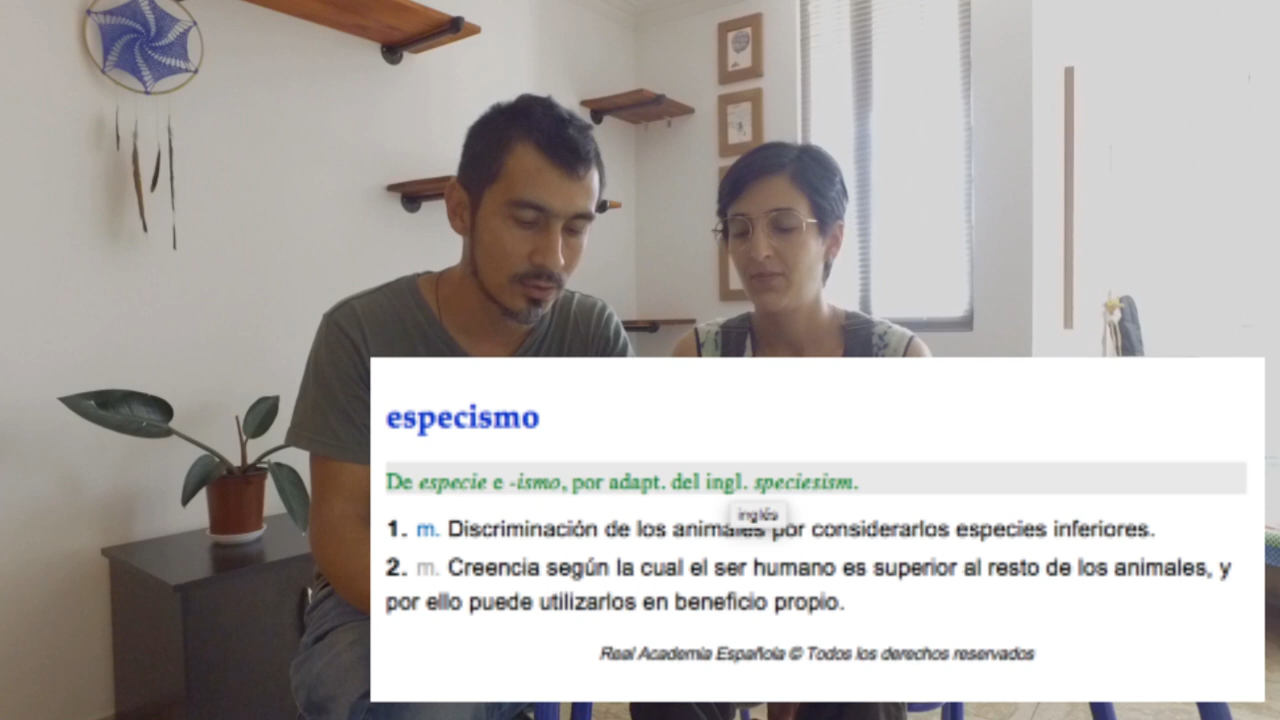 especismo
De especie e -ismo, por adapt. del ingl. speciesism.
inglés
1. m. Discriminación de los animales por considerarlos especies inferiores.
2. m. Creencia según la cual el ser humano es superior al resto de los animales, y
por ello puede utilizarlos en beneficio propio.
Real Academia Española © Todos los derechos reservados